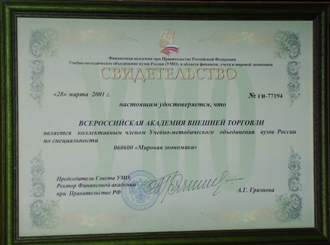 Финансовая академия при Правительстве Российской Федерации
Учебно-методическое объединение вузов России (УМО) в области финансов, учета и мировой экономики
СВИДЕТЕЛЬСТВО
«28» марта 2001 г. № ГИ-77194
настоящим удостоверяется, что
ВСЕРОССИЙСКАЯ АКАДЕМИЯ ВНЕШНЕЙ ТОРГОВЛИ
является коллективным членом Учебно-методического объединения вузов России
по специальности
060600 «Мировая экономика»
Председатель Совета УМО,
Ректор Финансовой академии
при Правительстве РФ А.Г. Грязнова